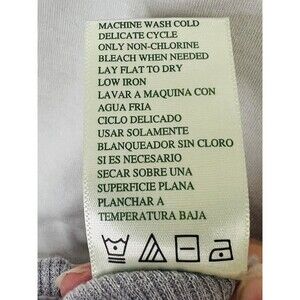 MACHINE WASH COLD
DELICATE CYCLE
ONLY NON-CHLORINE
BLEACH WHEN NEEDED
LAY FLAT TO DRY
LOW IRON
LAVAR A MAQUINA CON
AGUA FRIA
CICLO DELICADO
USAR SOLAMENTE
BLANQUEADOR SIN CLORO
SI ES NECESARIO
SECAR SOBRE UNA
SUPERFICIE PLANA
PLANCHAR A
TEMPERATURA BAJA